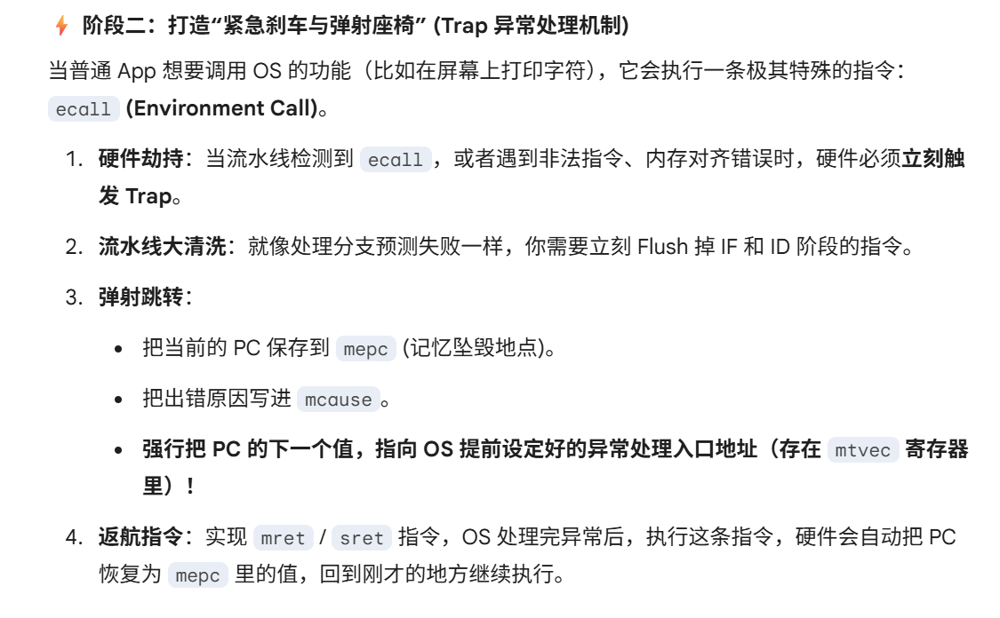 ⚡ 阶段二：打造“紧急刹车与弹射座椅” (Trap 异常处理机制)
当普通 App 想要调用 OS 的功能（比如在屏幕上打印字符），它会执行一条极其特殊的指令：
ecall (Environment Call)。
1. 硬件劫持：当流水线检测到 ecall，或者遇到非法指令、内存对齐错误时，硬件必须立刻触
发 Trap。
2. 流水线大清洗：就像处理分支预测失败一样，你需要立刻 Flush 掉 IF 和 ID 阶段的指令。
3. 弹射跳转：
• 把当前的 PC 保存到 mepc (记忆坠毁地点)。
• 把出错原因写进 mcause。
• 强行把 PC 的下一个值，指向 OS 提前设定好的异常处理入口地址（存在 mtvec 寄存器
里）！
4. 返航指令：实现 mret / sret 指令，OS 处理完异常后，执行这条指令，硬件会自动把 PC
恢复为 mepc 里的值，回到刚才的地方继续执行。